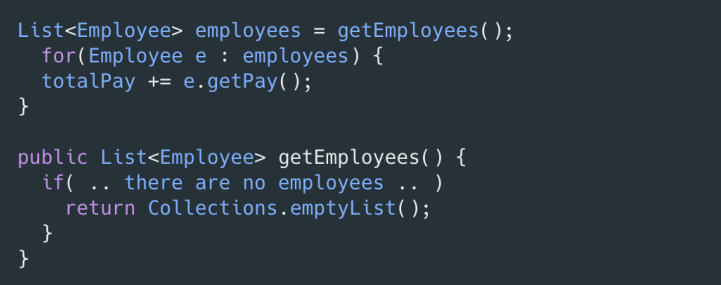 List<Employee> employees = getEmployees();
  for(Employee e : employees) {
  totalPay += e.getPay();
}

public List<Employee> getEmployees() {
  if( .. there are no employees .. )
    return Collections.emptyList();
  }
}